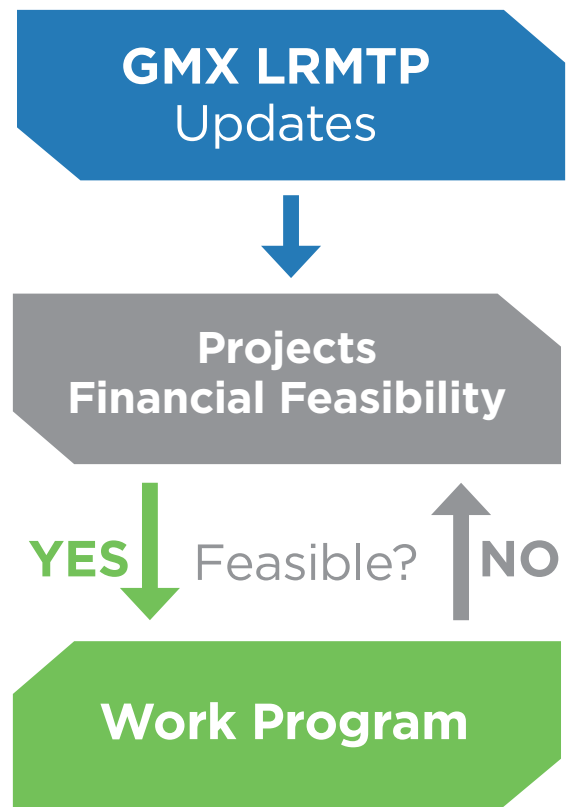 GMX LRMTP
Updates
Projects
Financial Feasibility
YES Feasible? NO
Work Program